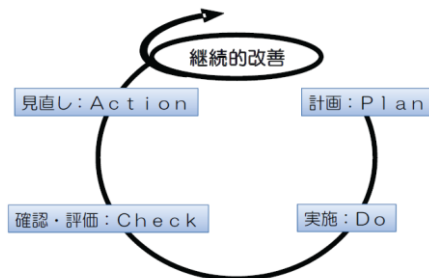 継続的改善
見直し：Ａｃｔｉｏｎ
計画：Ｐｌａｎ
確認・評価：Ｃｈｅｃｋ
実施：Ｄｏ